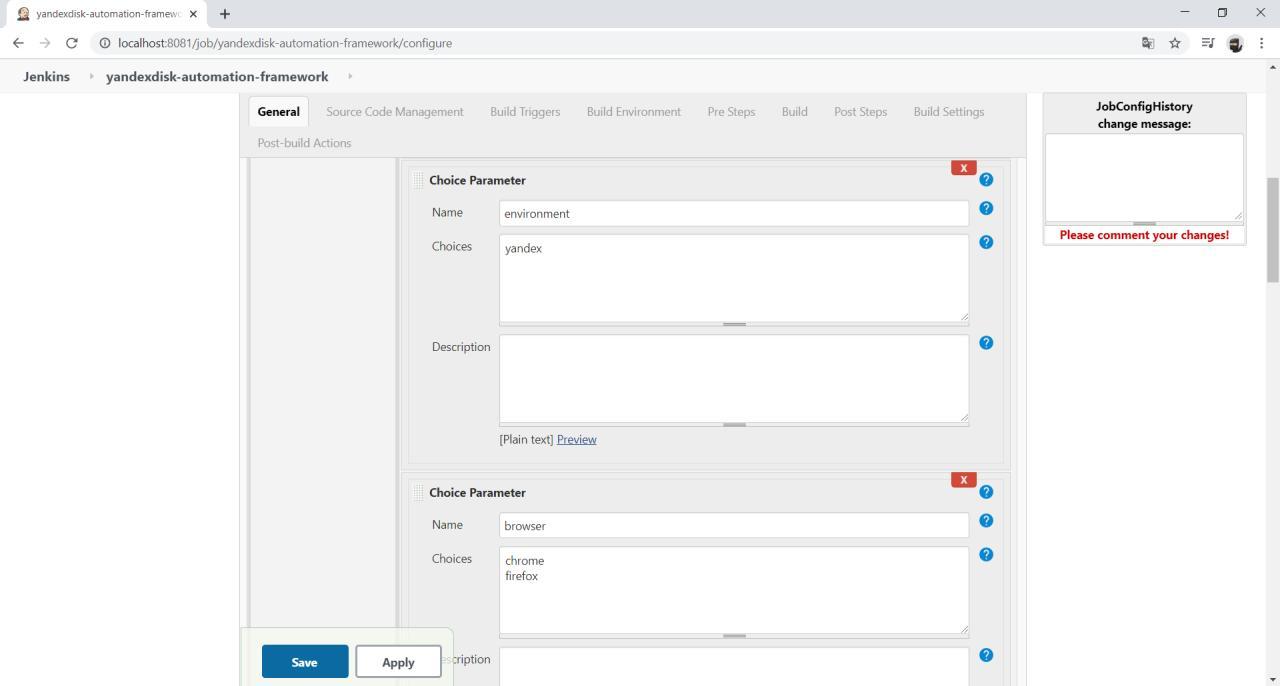 yandexdisk-automation-framewo
localhost:8081/job/yandexdisk-automation-framework/configure
Jenkins yandexdisk-automation-framework
General Source Code Management Build Triggers Build Environment Pre Steps Build Post Steps Build Settings
Post-build Actions
JobConfigHistory
change message:
Please comment your changes!
X
Choice Parameter
Name environment
Choices yandex
Description
[Plain text] Preview
X
Choice Parameter
Name browser
Choices chrome
firefox
Description
Save Apply